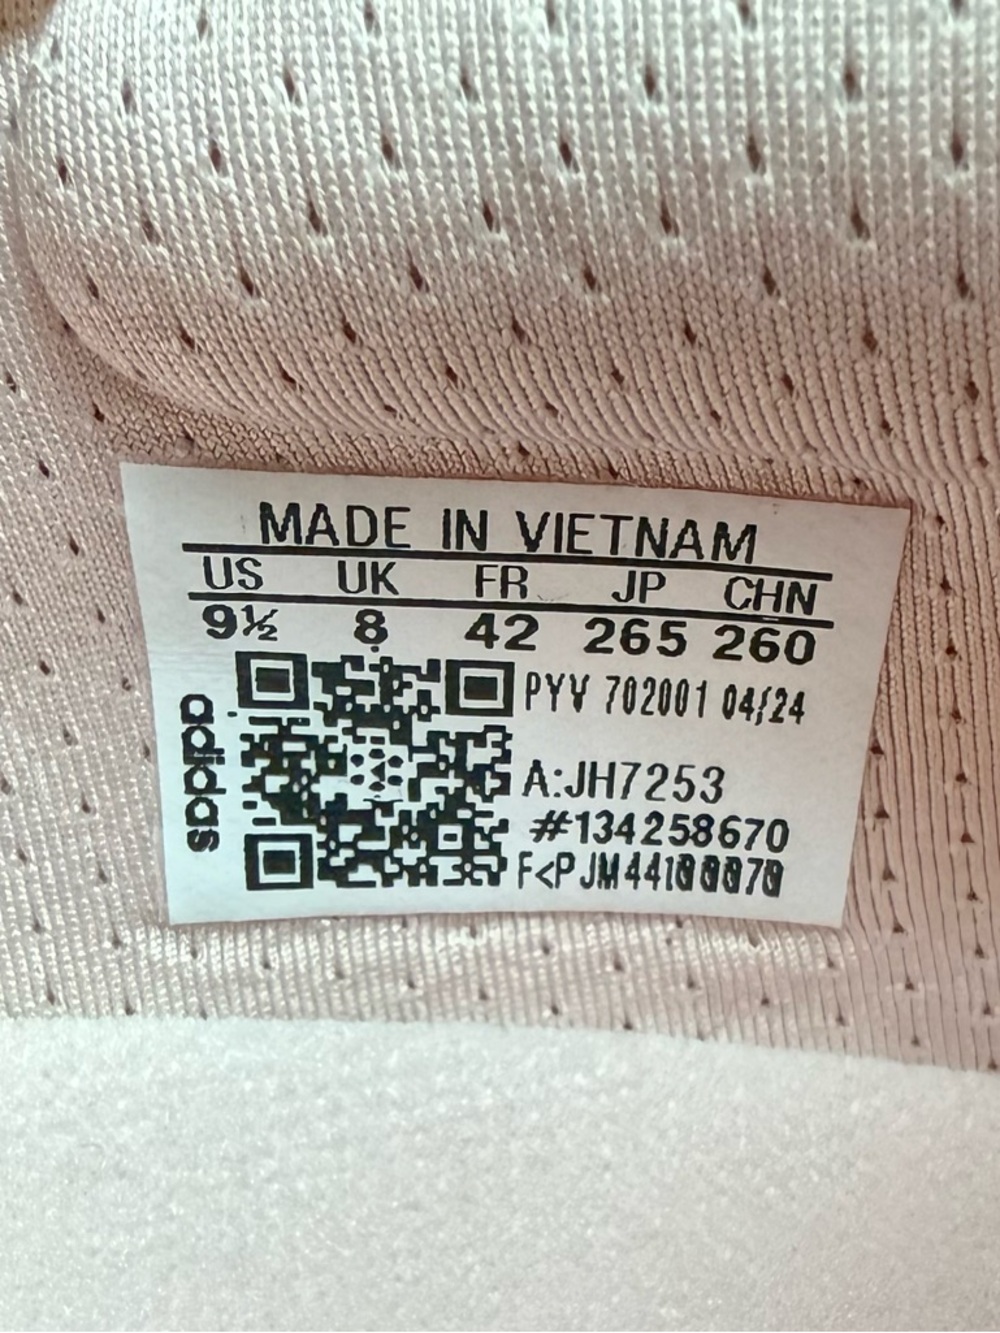 MADE IN VIETNAM
US UK FR JP CHN
9½ 8 42 265 260
PYV 702001 04/24
adidas
A:JH7253
#134258670